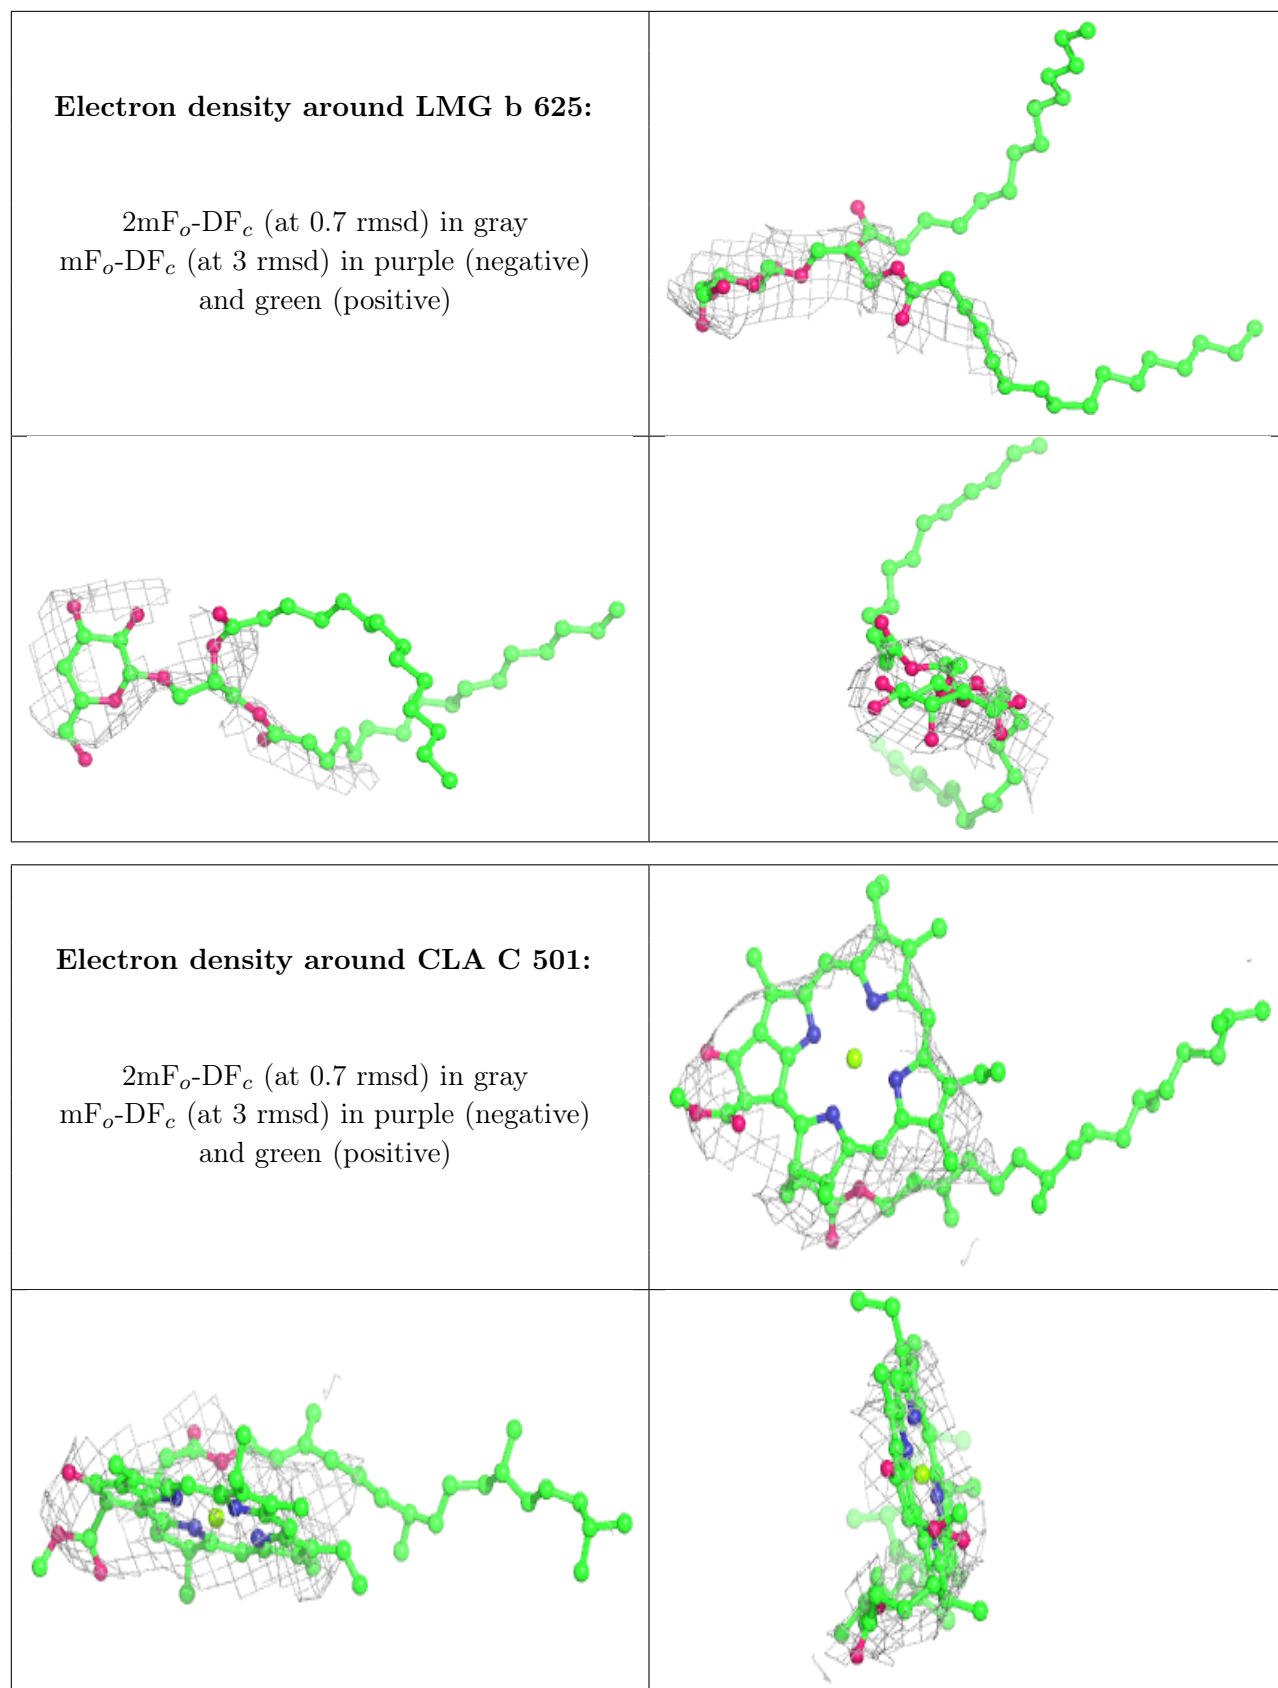 Electron density around LMG b 625:
2mFo-DFc (at 0.7 rmsd) in gray
mFo-DFc (at 3 rmsd) in purple (negative)
and green (positive)
Electron density around CLA C 501:
2mFo-DFc (at 0.7 rmsd) in gray
mFo-DFc (at 3 rmsd) in purple (negative)
and green (positive)